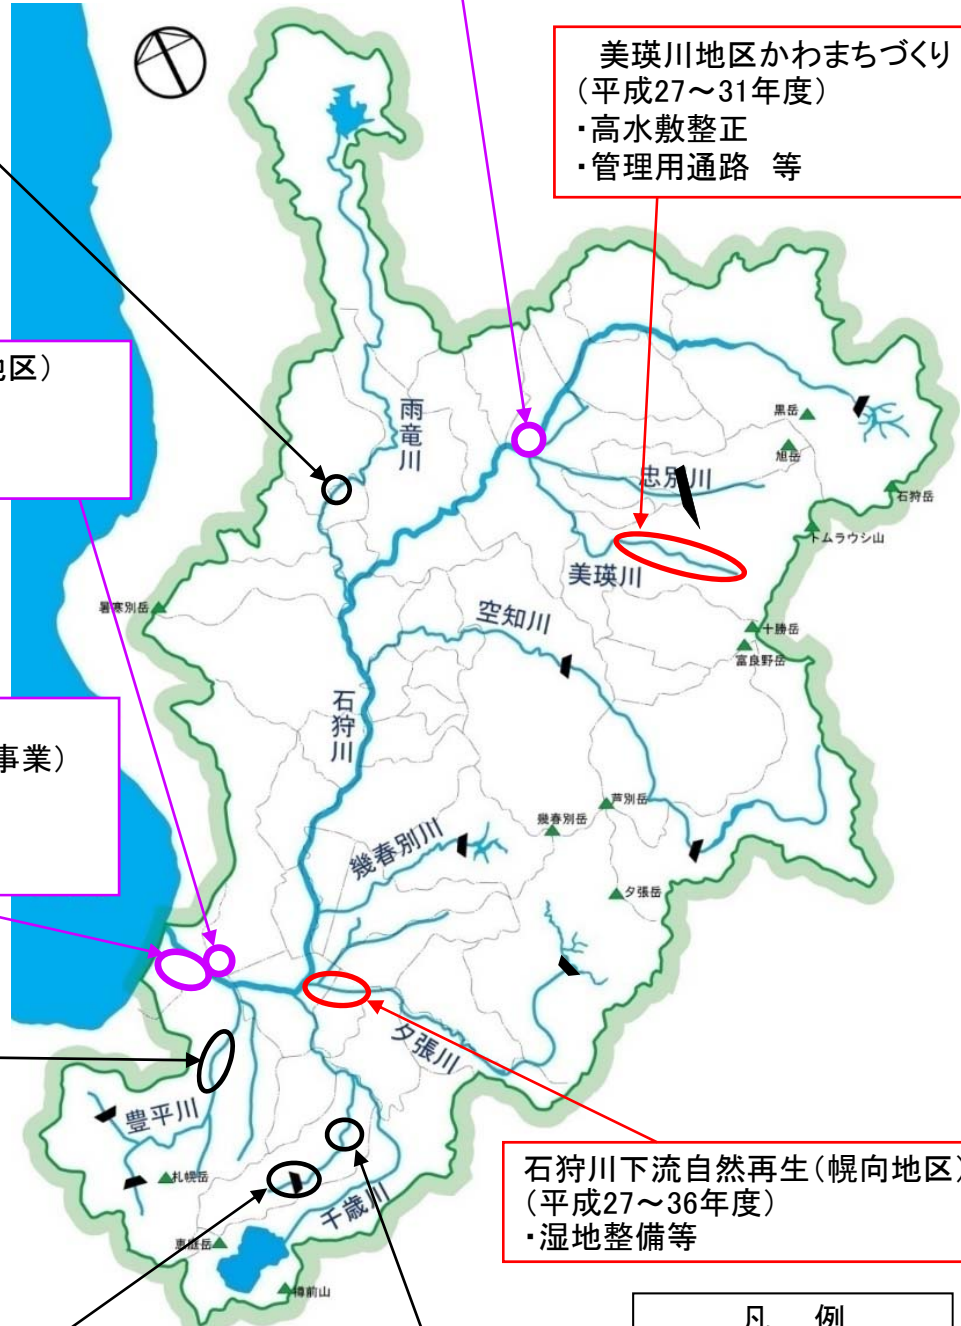 美瑛川地区かわまちづくり
(平成27～31年度)
・高水敷整正
・管理用通路 等
地区)
雨竜川
黒岳
旭岳
忠別川
石狩岳
トムラウシ山
美瑛川
暑寒別岳
空知川
十勝岳
富良野岳
石狩川
事業)
芦別岳
幾春別岳
幾春別川
夕張岳
夕張川
豊平川
札幌岳
千歳川
恵庭岳
樽前山
石狩川下流自然再生(幌向地区)
(平成27～36年度)
・湿地整備等
凡 例